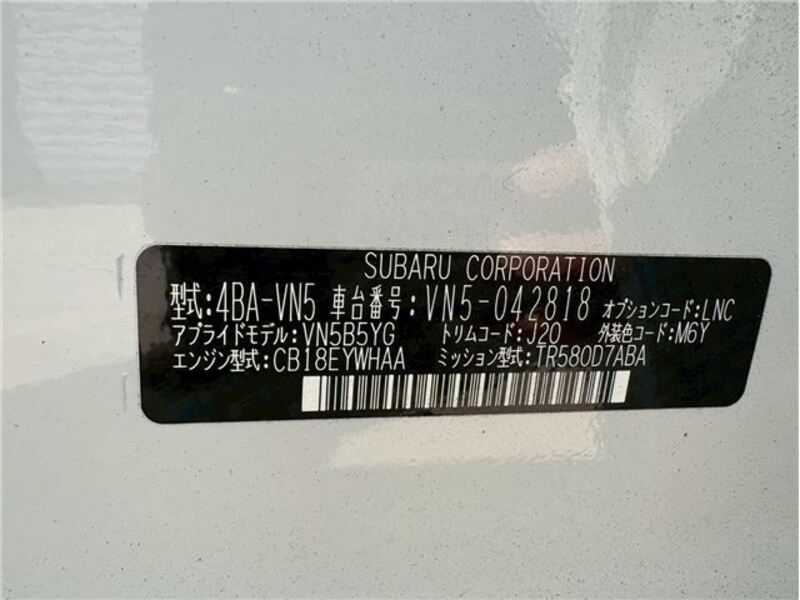 SUBARU CORPORATION
型式:4BA-VN5 車台番号:VN5-042818 オプションコード:LNC
アプライドモデル:VN5B5YG トリムコード:J20 外装色コード:M6Y
エンジン型式:CB18EYWHAA ミッション型式:TR580D7ABA